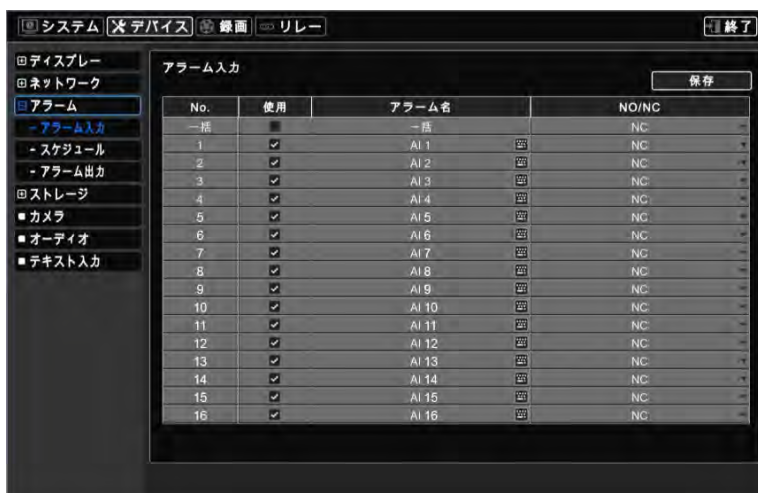 システム デバイス 録画 リレー 終了
ディスプレー
ネットワーク
アラーム
- アラーム入力
- スケジュール
- アラーム出力
ストレージ
カメラ
オーディオ
テキスト入力
アラーム入力
保存
No. 使用 アラーム名 NO/NC
一括 一括 NC
1 AI 1 NC
2 AI 2 NC
3 AI 3 NC
4 AI 4 NC
5 AI 5 NC
6 AI 6 NC
7 AI 7 NC
8 AI 8 NC
9 AI 9 NC
10 AI 10 NC
11 AI 11 NC
12 AI 12 NC
13 AI 13 NC
14 AI 14 NC
15 AI 15 NC
16 AI 16 NC